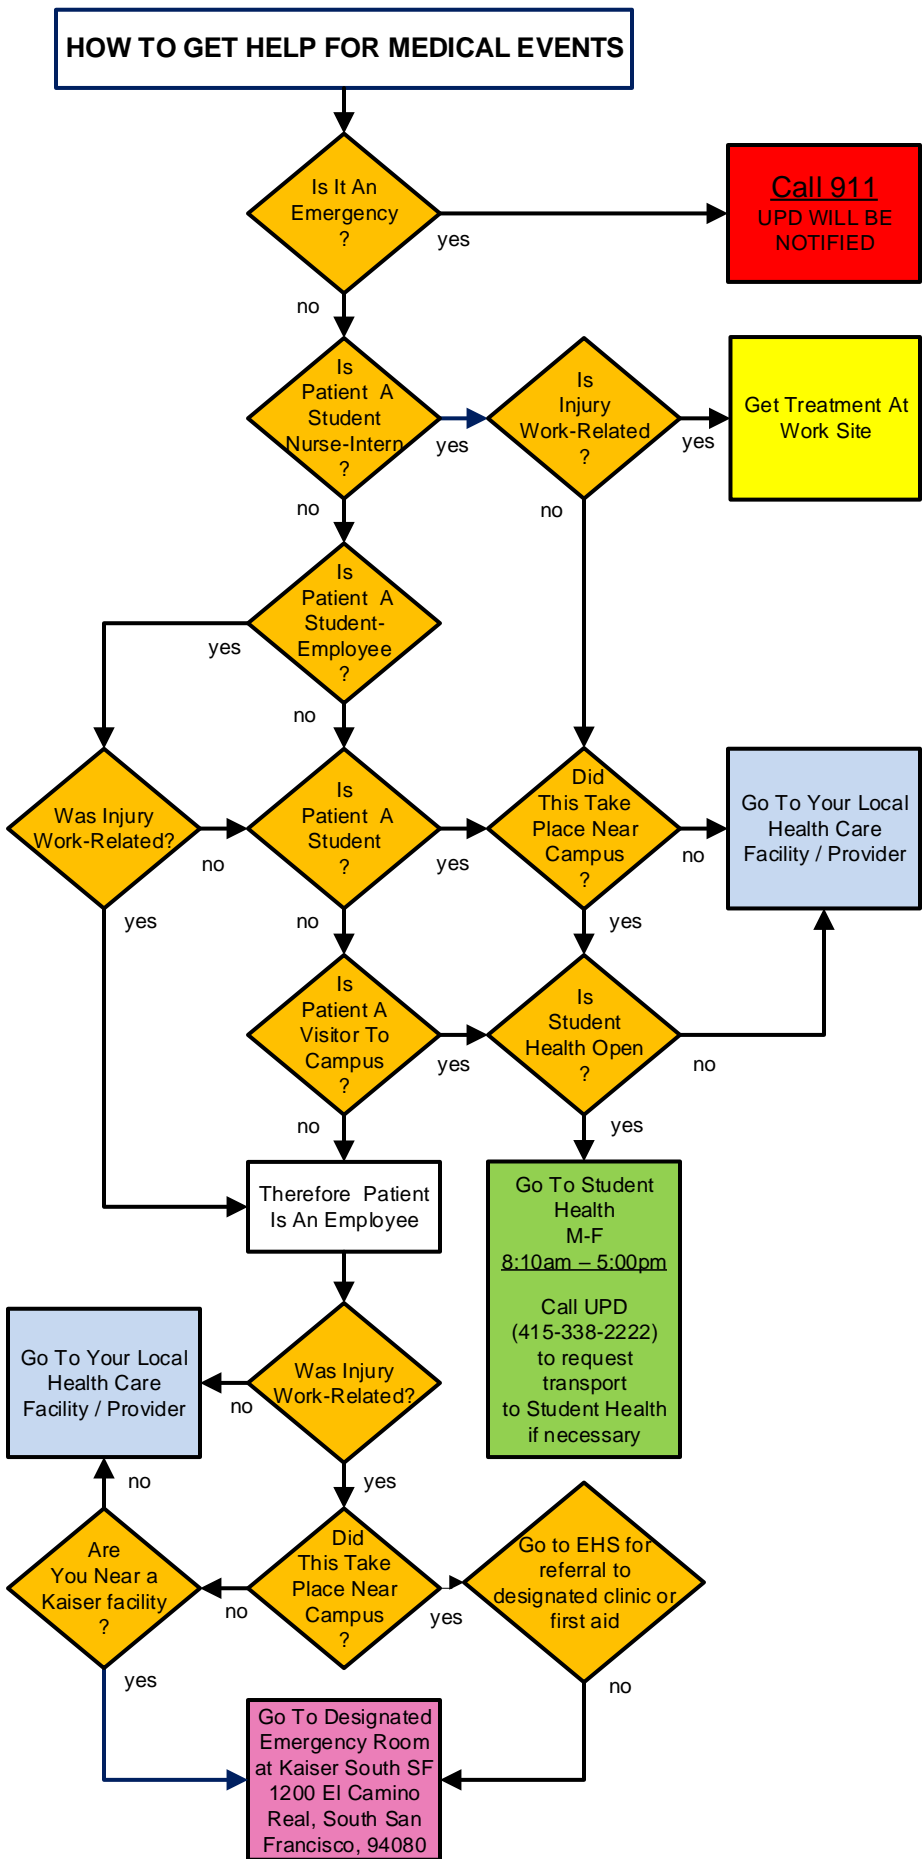 HOW TO GET HELP FOR MEDICAL EVENTS
Is It An
Emergency
?
yes
Call 911
UPD WILL BE
NOTIFIED
no
Is
Patient A
Student
Nurse-Intern
?
yes
Is
Injury
Work-Related
?
yes
Get Treatment At
Work Site
no
no
Is
Patient A
Student-
Employee
?
yes
no
Was Injury
Work-Related?
no
yes
Is
Patient A
Student
?
yes
no
Did
This Take
Place Near
Campus
?
no
yes
Go To Your Local
Health Care
Facility / Provider
Is
Patient A
Visitor To
Campus
?
yes
no
Is
Student
Health Open
?
no
yes
Therefore Patient
Is An Employee
Go To Student
Health
M-F
8:10am – 5:00pm
Call UPD
(415-338-2222)
to request
transport
to Student Health
if necessary
Go To Your Local
Health Care
Facility / Provider
no
Was Injury
Work-Related?
yes
no
Are
You Near a
Kaiser facility
?
yes
no
Did
This Take
Place Near
Campus
?
yes
Go to EHS for
referral to
designated clinic or
first aid
no
Go To Designated
Emergency Room
at Kaiser South SF
1200 El Camino
Real, South San
Francisco, 94080